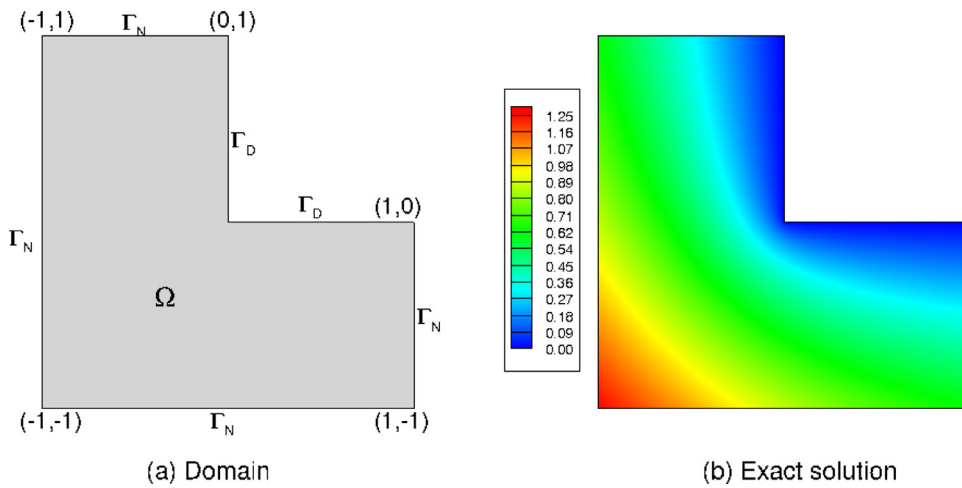 (-1,1)
Γ_N
(0,1)
Γ_D
Γ_D
(1,0)
Γ_N
Ω
Γ_N
(-1,-1)
Γ_N
(1,-1)
(a) Domain
1.25
1.16
1.07
0.98
0.89
0.80
0.71
0.62
0.54
0.45
0.36
0.27
0.18
0.09
0.00
(b) Exact solution